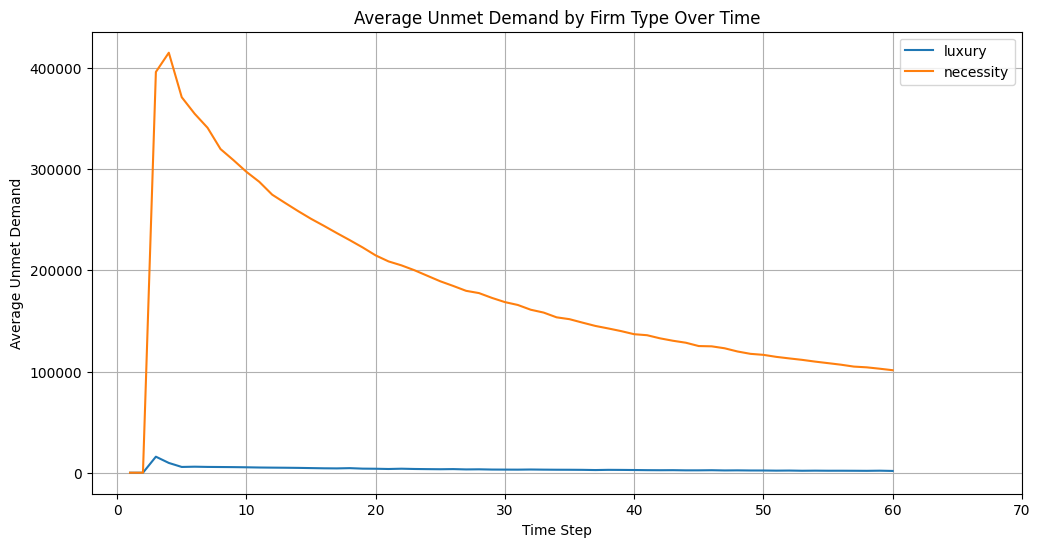 Average Unmet Demand by Firm Type Over Time
luxury
necessity
400000
300000
200000
100000
0
Average Unmet Demand
0 10 20 30 40 50 60 70
Time Step